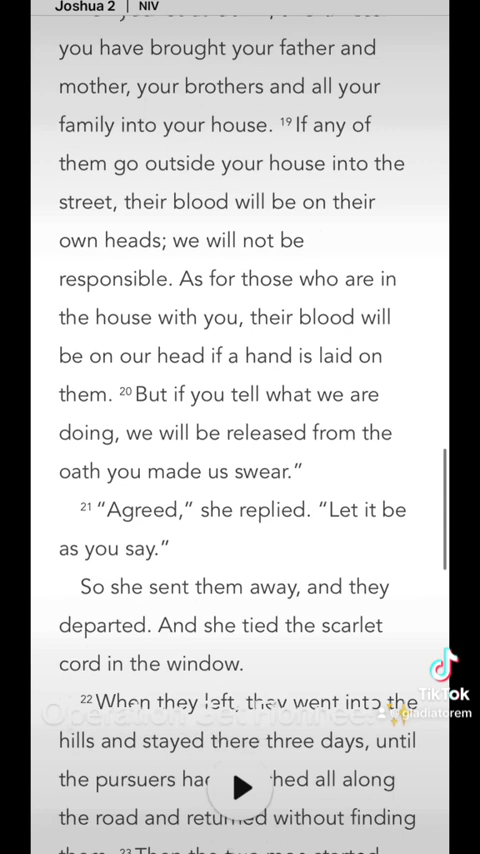 Joshua 2 | NIV
you have brought your father and
mother, your brothers and all your
family into your house. 19 If any of
them go outside your house into the
street, their blood will be on their
own heads; we will not be
responsible. As for those who are in
the house with you, their blood will
be on our head if a hand is laid on
them. 20 But if you tell what we are
doing, we will be released from the
oath you made us swear.”
21 “Agreed,” she replied. “Let it be
as you say.”
So she sent them away, and they
departed. And she tied the scarlet
cord in the window.
TikTok
22 When they left, they went into the
gladiatorem
hills and stayed there three days, until
the pursuers had all along
the road and returned without finding